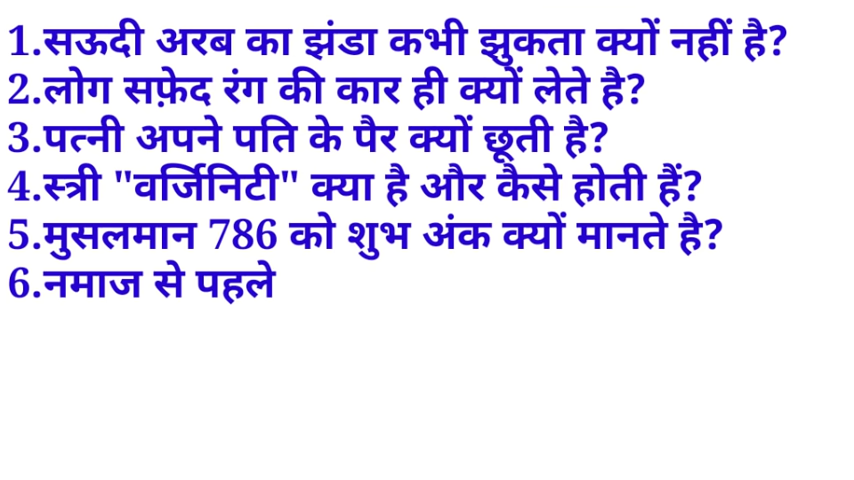 1.सऊदी अरब का झंडा कभी झुकता क्यों नहीं है?
2.लोग सफ़ेद रंग की कार ही क्यों लेते है?
3.पत्नी अपने पति के पैर क्यों छूती है?
4.स्त्री "वर्जिनिटी" क्या है और कैसे होती हैं?
5.मुसलमान 786 को शुभ अंक क्यों मानते है?
6.नमाज से पहले